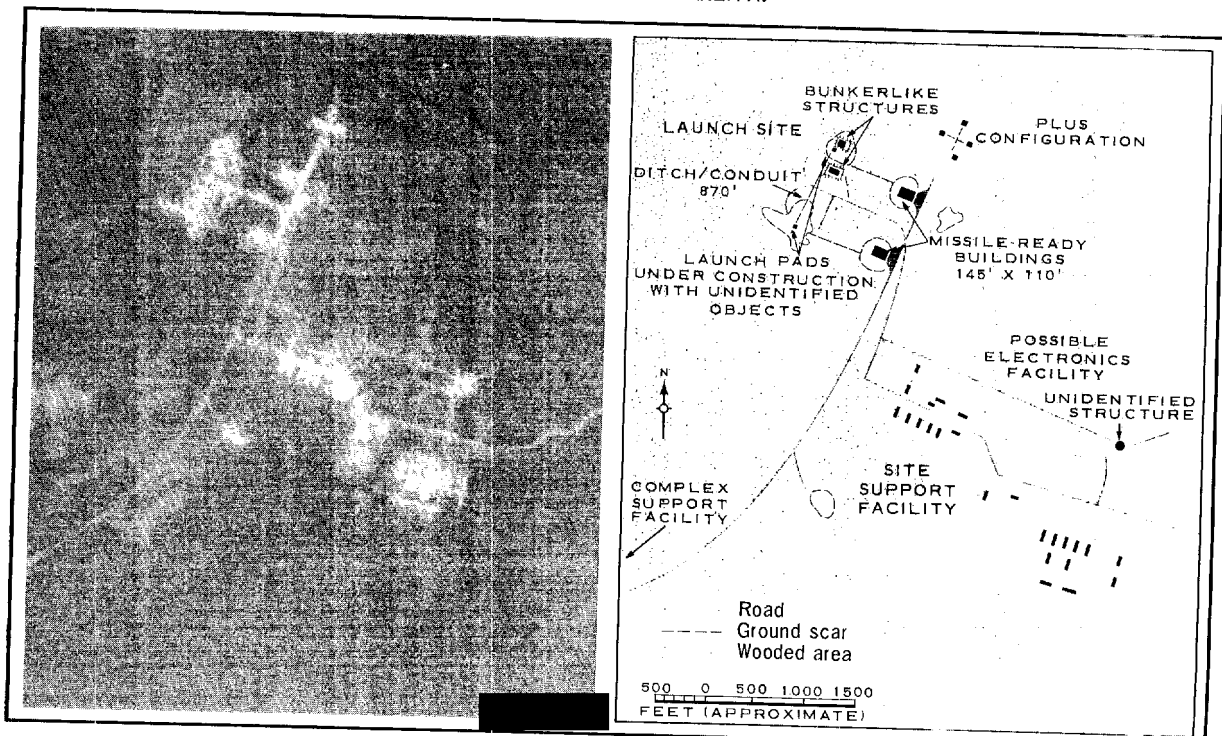 BUNKERLIKE
STRUCTURES
LAUNCH SITE
PLUS
CONFIGURATION
DITCH/CONDUIT
870'
MISSILE-READY
BUILDINGS
145' X 110'
LAUNCH PADS
UNDER CONSTRUCTION
WITH UNIDENTIFIED
OBJECTS
POSSIBLE
ELECTRONICS
FACILITY
UNIDENTIFIED
STRUCTURE
N
SITE
SUPPORT
FACILITY
COMPLEX
SUPPORT
FACILITY
Road
Ground scar
Wooded area
500 0 500 1000 1500
FEET (APPROXIMATE)